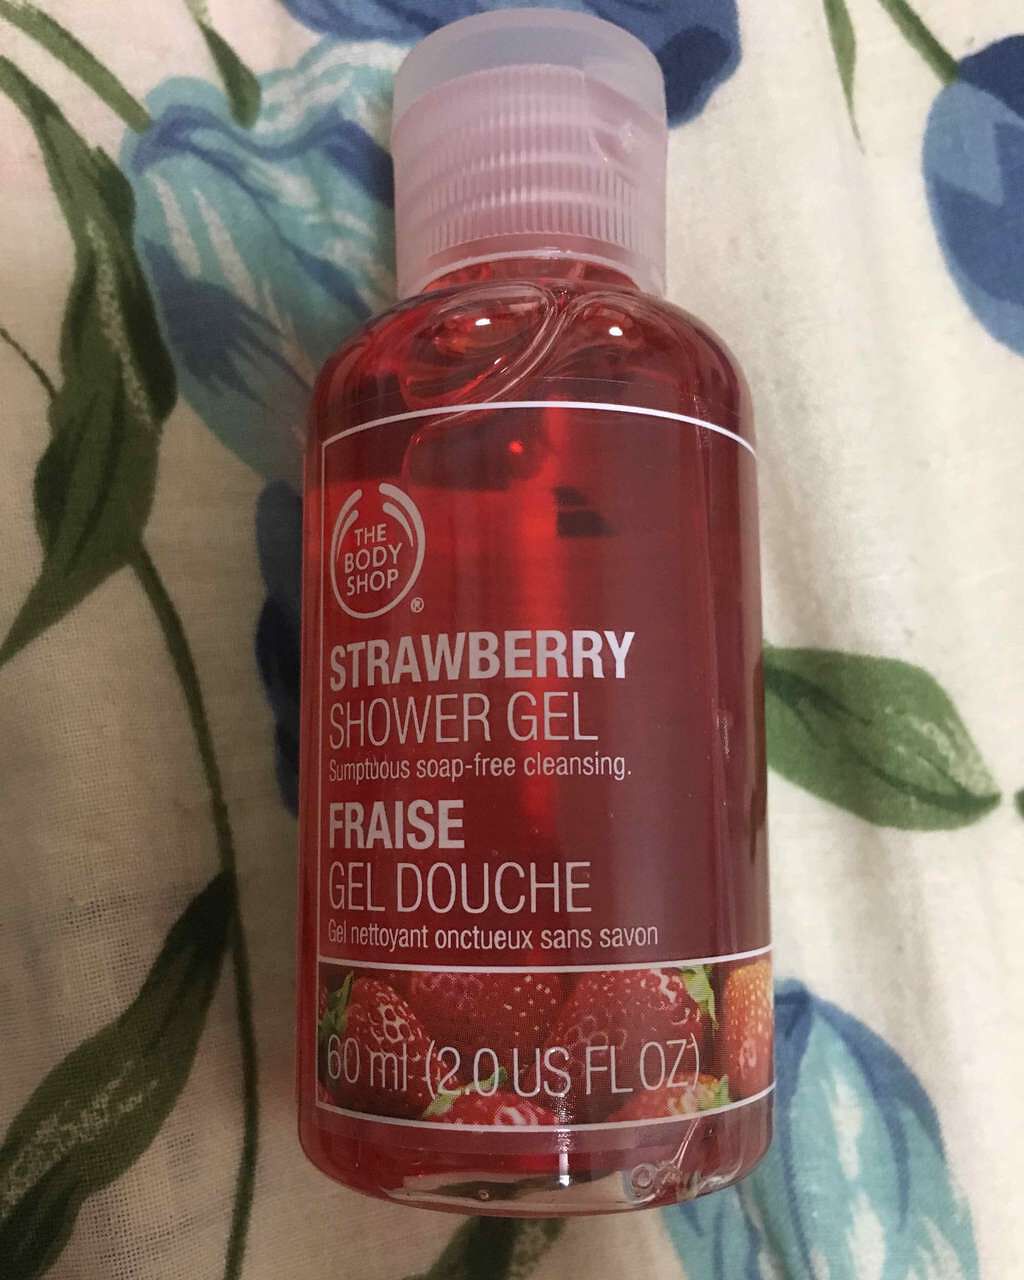 THE
BODY
SHOP
®
STRAWBERRY
SHOWER GEL
Sumptuous soap-free cleansing.
FRAISE
GEL DOUCHE
Gel nettoyant onctueux sans savon
60 ml (2.0 US FL OZ)